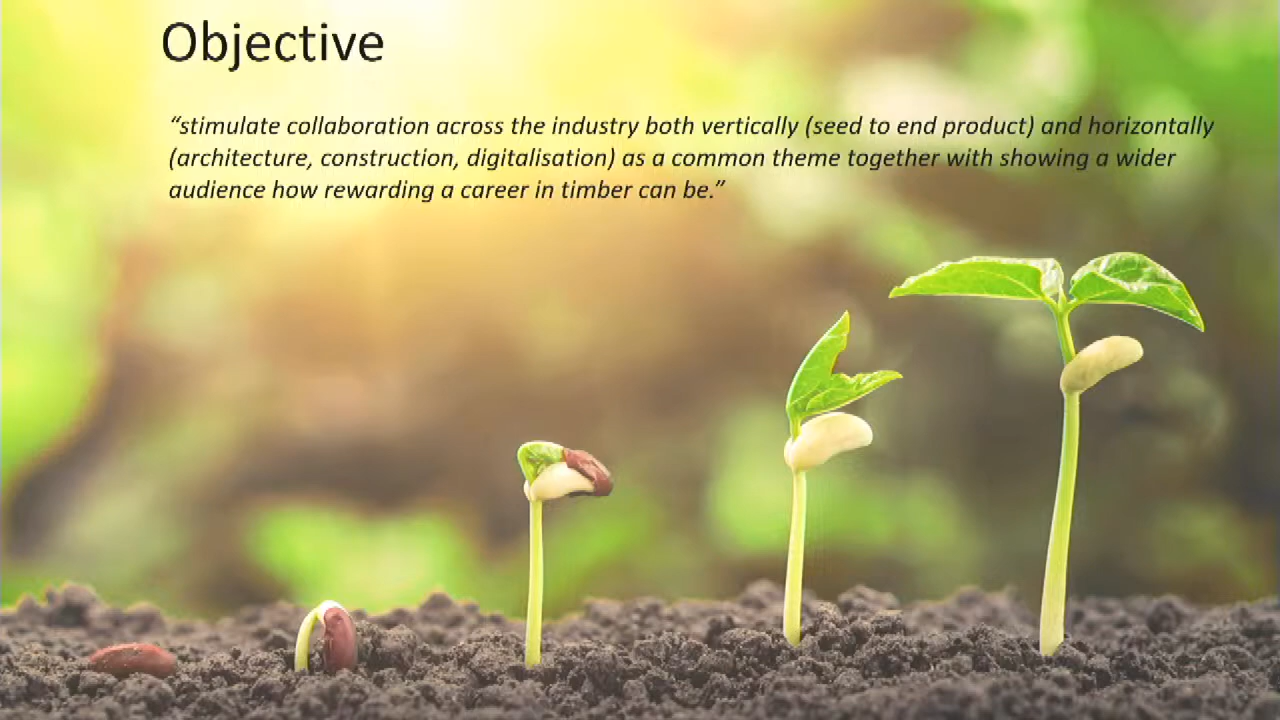 Objective
“stimulate collaboration across the industry both vertically (seed to end product) and horizontally
(architecture, construction, digitalisation) as a common theme together with showing a wider
audience how rewarding a career in timber can be.”